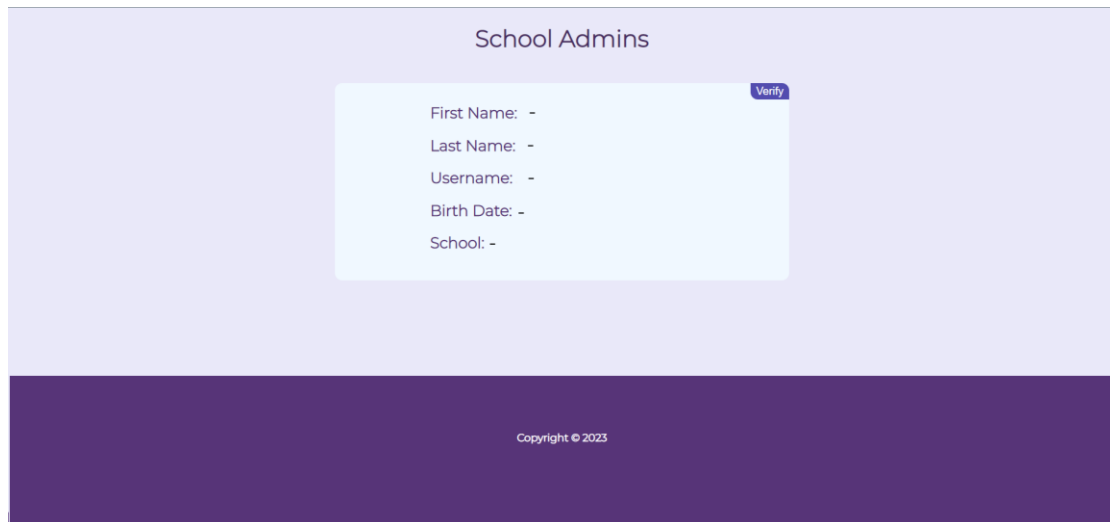 School Admins
Verify
First Name: -
Last Name: -
Username: -
Birth Date: -
School: -
Copyright © 2023